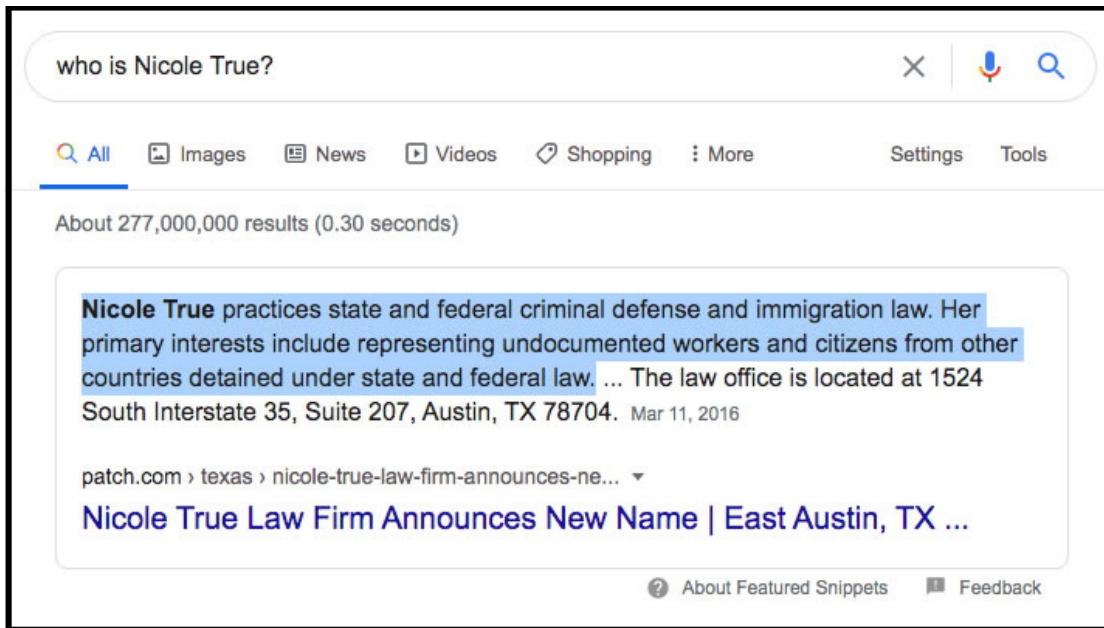 who is Nicole True?
All Images News Videos Shopping More Settings Tools
About 277,000,000 results (0.30 seconds)
Nicole True practices state and federal criminal defense and immigration law. Her
primary interests include representing undocumented workers and citizens from other
countries detained under state and federal law. ... The law office is located at 1524
South Interstate 35, Suite 207, Austin, TX 78704. Mar 11, 2016
patch.com › texas › nicole-true-law-firm-announces-ne...
Nicole True Law Firm Announces New Name | East Austin, TX ...
About Featured Snippets Feedback